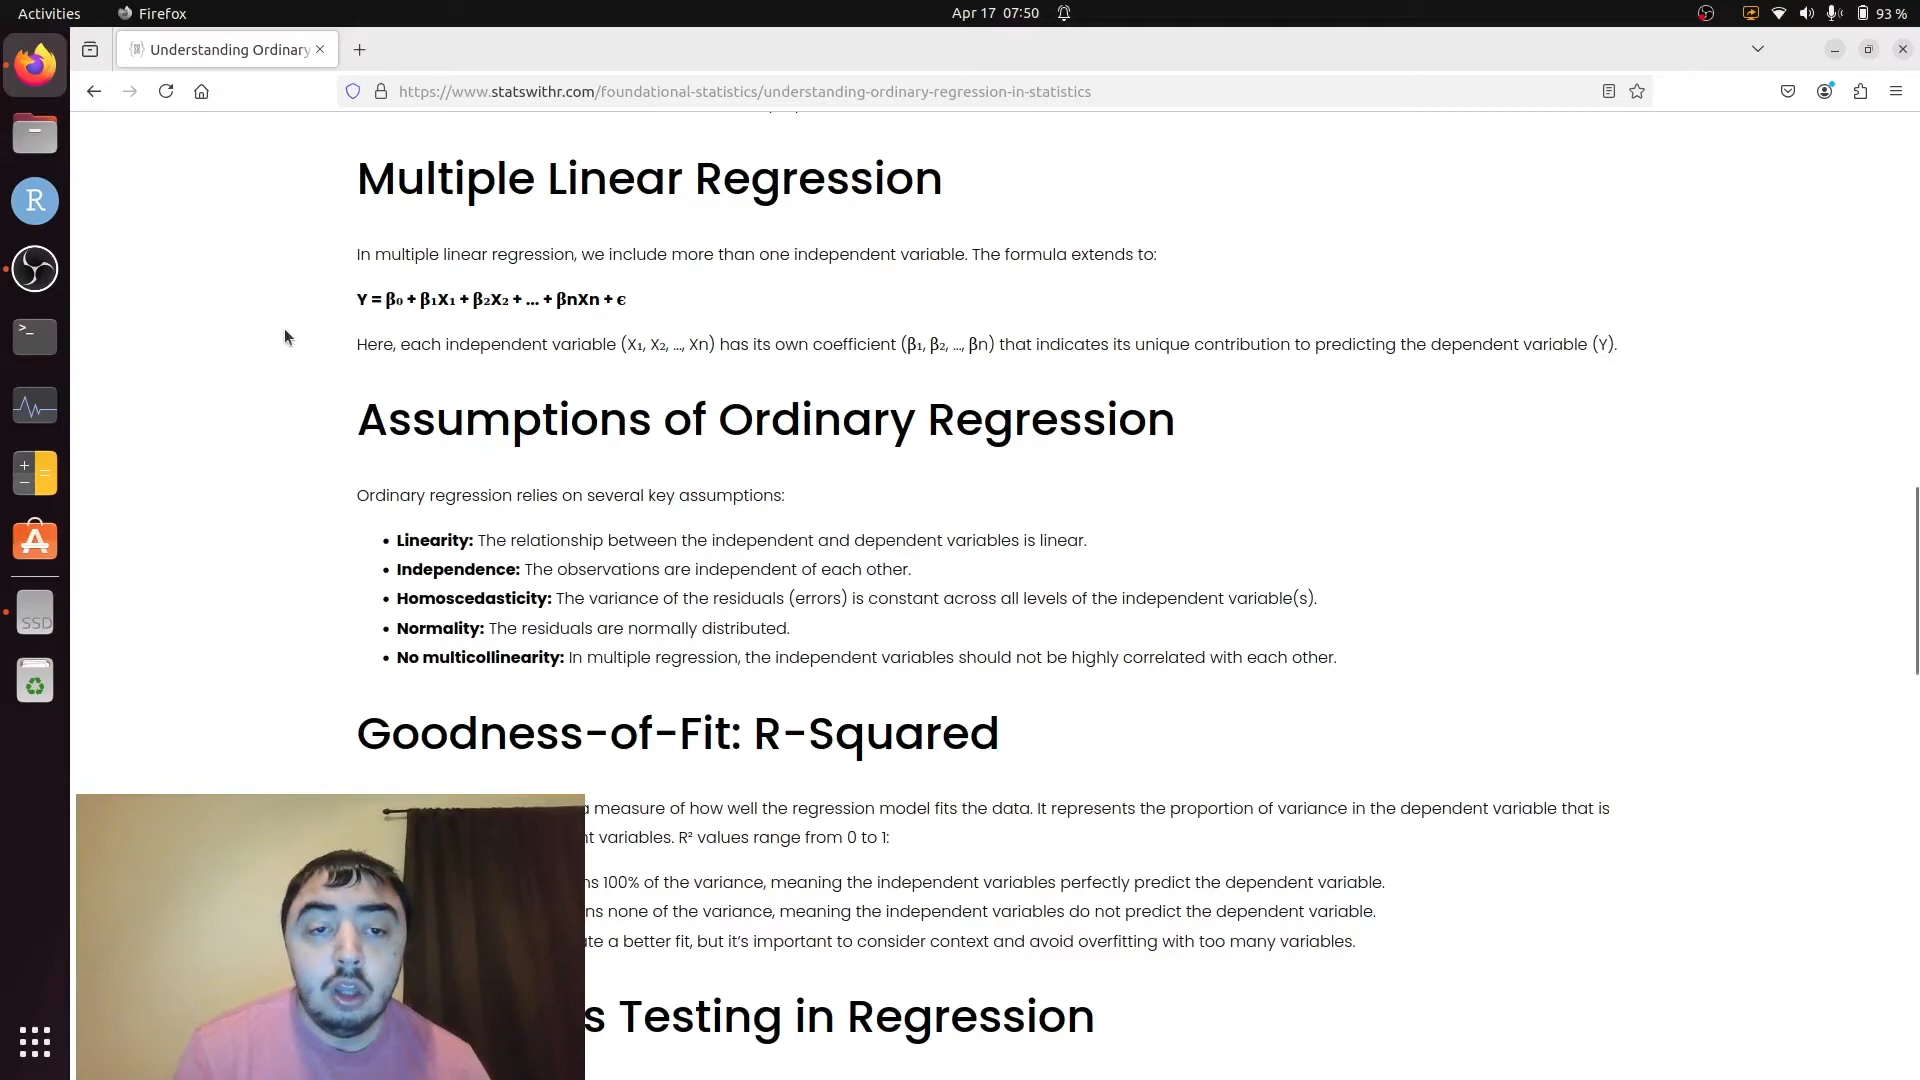 Activities Firefox Apr 17 07:50 93 %
Understanding Ordinary
https://www.statswithr.com/foundational-statistics/understanding-ordinary-regression-in-statistics
Multiple Linear Regression
In multiple linear regression, we include more than one independent variable. The formula extends to:
Y = β₀ + β₁X₁ + β₂X₂ + ... + βnXn + ϵ
Here, each independent variable (X₁, X₂, ..., Xn) has its own coefficient (β₁, β₂, ..., βn) that indicates its unique contribution to predicting the dependent variable (Y).
Assumptions of Ordinary Regression
Ordinary regression relies on several key assumptions:
• Linearity: The relationship between the independent and dependent variables is linear.
• Independence: The observations are independent of each other.
• Homoscedasticity: The variance of the residuals (errors) is constant across all levels of the independent variable(s).
• Normality: The residuals are normally distributed.
• No multicollinearity: In multiple regression, the independent variables should not be highly correlated with each other.
Goodness-of-Fit: R-Squared
measure of how well the regression model fits the data. It represents the proportion of variance in the dependent variable that is
variables. R² values range from 0 to 1:
100% of the variance, meaning the independent variables perfectly predict the dependent variable.
none of the variance, meaning the independent variables do not predict the dependent variable.
a better fit, but it's important to consider context and avoid overfitting with too many variables.
s Testing in Regression
R
SSD